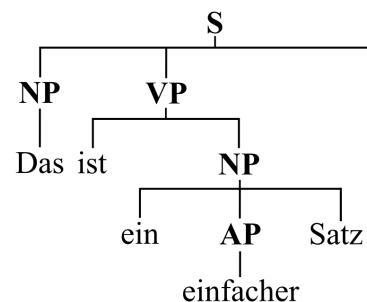 S
NP VP
Das ist
NP
ein AP Satz
einfacher